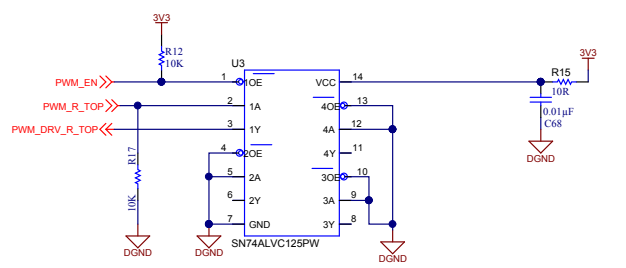 3V3
R12
10K
U3
PWM_EN
1
1OE
VCC
14
R15
10R
3V3
PWM_R_TOP
2
1A
4OE
13
0.01µF
C68
PWM_DRV_R_TOP
3
1Y
4A
12
DGND
R17
10K
4
2OE
4Y
11
5
2A
3OE
10
6
2Y
3A
9
7
GND
3Y
8
DGND
DGND
SN74ALVC125PW
DGND